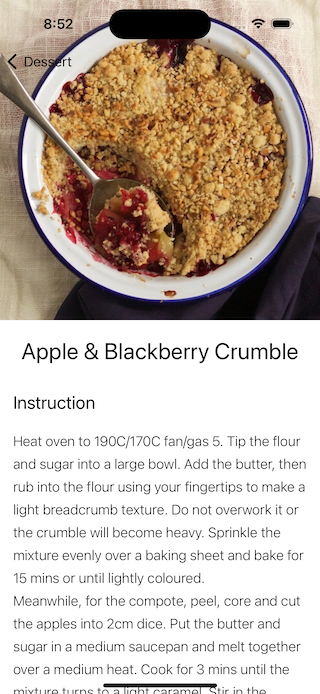 8:52
Dessert
Apple & Blackberry Crumble
Instruction
Heat oven to 190C/170C fan/gas 5. Tip the flour
and sugar into a large bowl. Add the butter, then
rub into the flour using your fingertips to make a
light breadcrumb texture. Do not overwork it or
the crumble will become heavy. Sprinkle the
mixture evenly over a baking sheet and bake for
15 mins or until lightly coloured.
Meanwhile, for the compote, peel, core and cut
the apples into 2cm dice. Put the butter and
sugar in a medium saucepan and melt together
over a medium heat. Cook for 3 mins until the
mixture turns to a light caramel. Stir in the